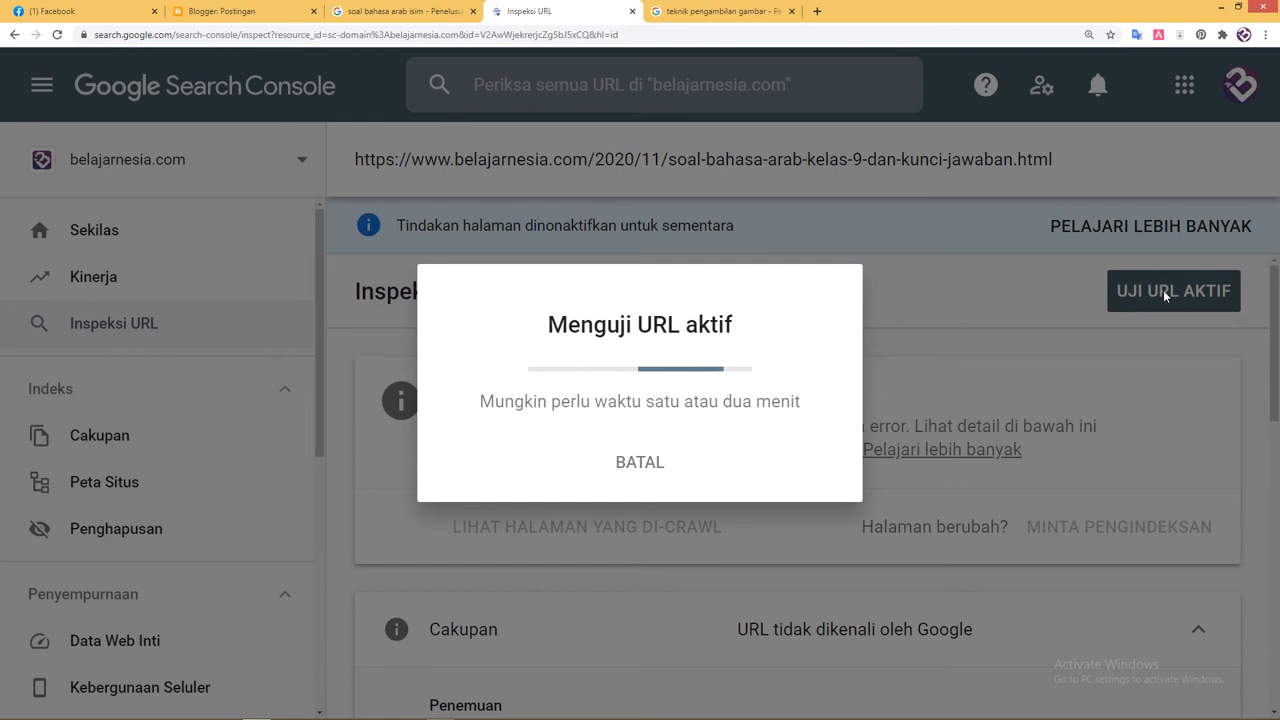 (1) Facebook
Blogger: Postingan
soal bahasa arab isim - Penelusu
Inspeksi URL
teknik pengambilan gambar - Pe
search.google.com/search-console/inspect?resource_id=sc-domain%3Abelajarnesia.com&id=V2AwWjekrerjcZg5bJ5xCQ&hl=id
Google Search Console
Periksa semua URL di "belajarnesia.com"
belajarnesia.com
https://www.belajarnesia.com/2020/11/soal-bahasa-arab-kelas-9-dan-kunci-jawaban.html
Sekilas
Kinerja
Inspeksi URL
Indeks
Cakupan
Peta Situs
Penghapusan
Penyempurnaan
Data Web Inti
Kebergunaan Seluler
Tindakan halaman dinonaktifkan untuk sementara
PELAJARI LEBIH BANYAK
Inspek
UJI URL AKTIF
Menguji URL aktif
Mungkin perlu waktu satu atau dua menit
BATAL
error. Lihat detail di bawah ini
Pelajari lebih banyak
LIHAT HALAMAN YANG DI-CRAWL
Halaman berubah?
MINTA PENGINDEKSAN
Cakupan
URL tidak dikenali oleh Google
Penemuan
Activate Windows
Go to PC settings to activate Windows.